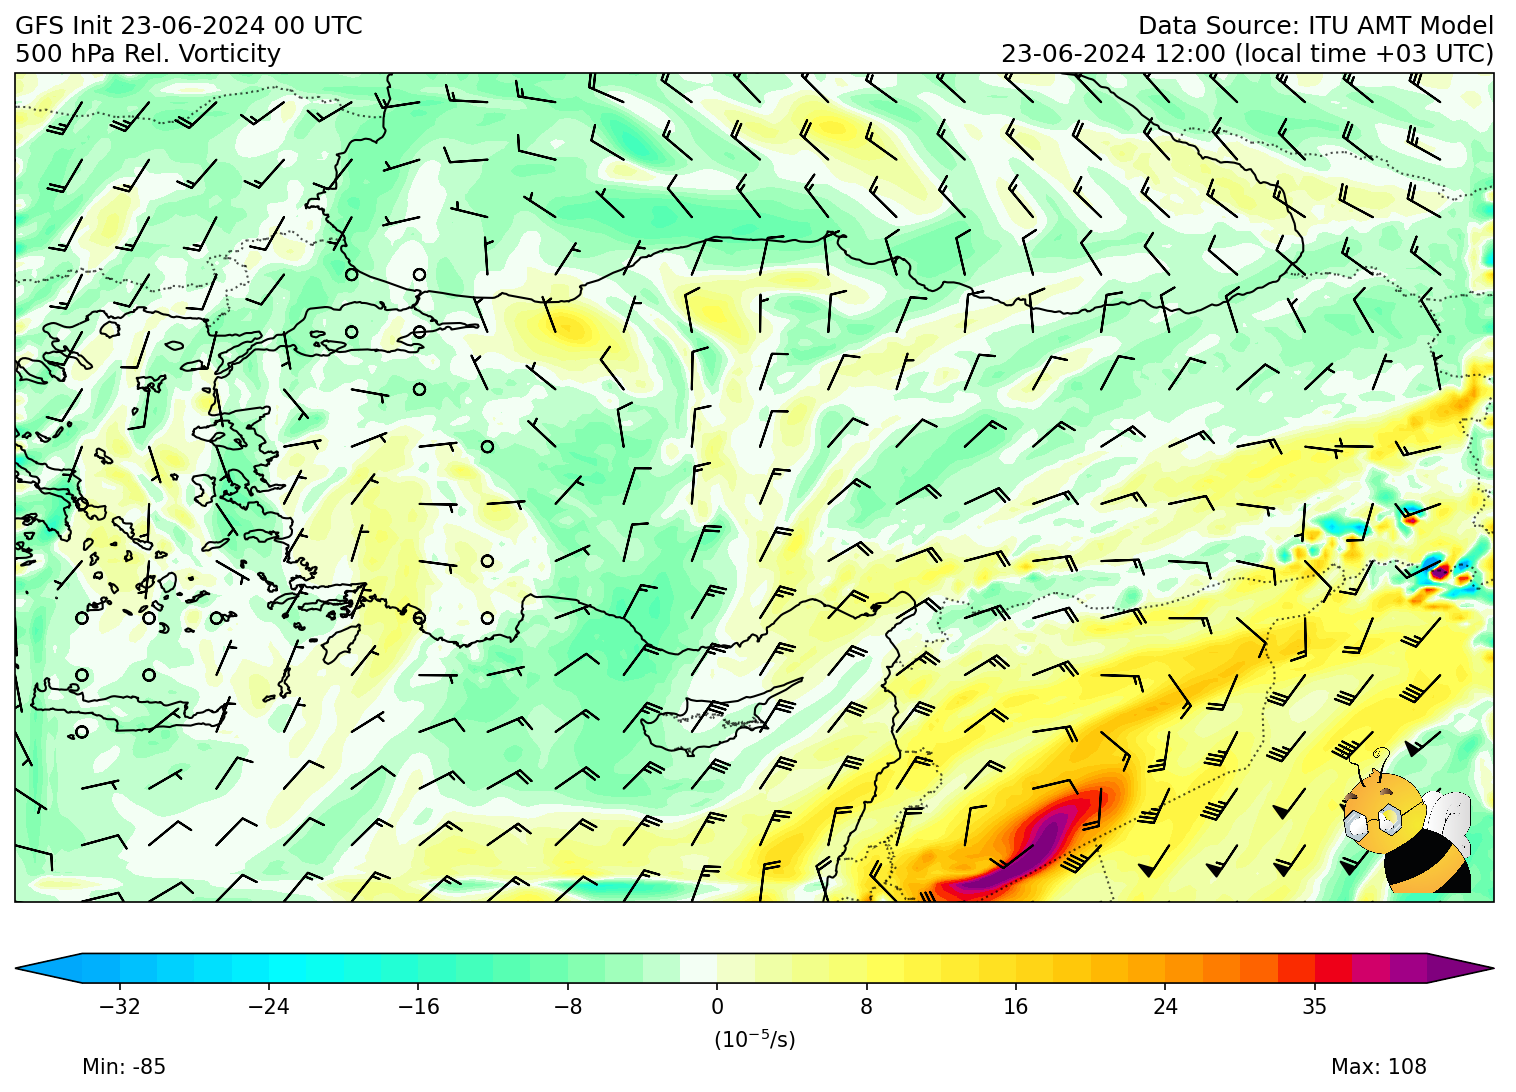 GFS Init 23-06-2024 00 UTC
500 hPa Rel. Vorticity
Data Source: ITU AMT Model
23-06-2024 12:00 (local time +03 UTC)
−32 −24 −16 −8 0 8 16 24 35
(10⁻⁵/s)
Min: -85
Max: 108